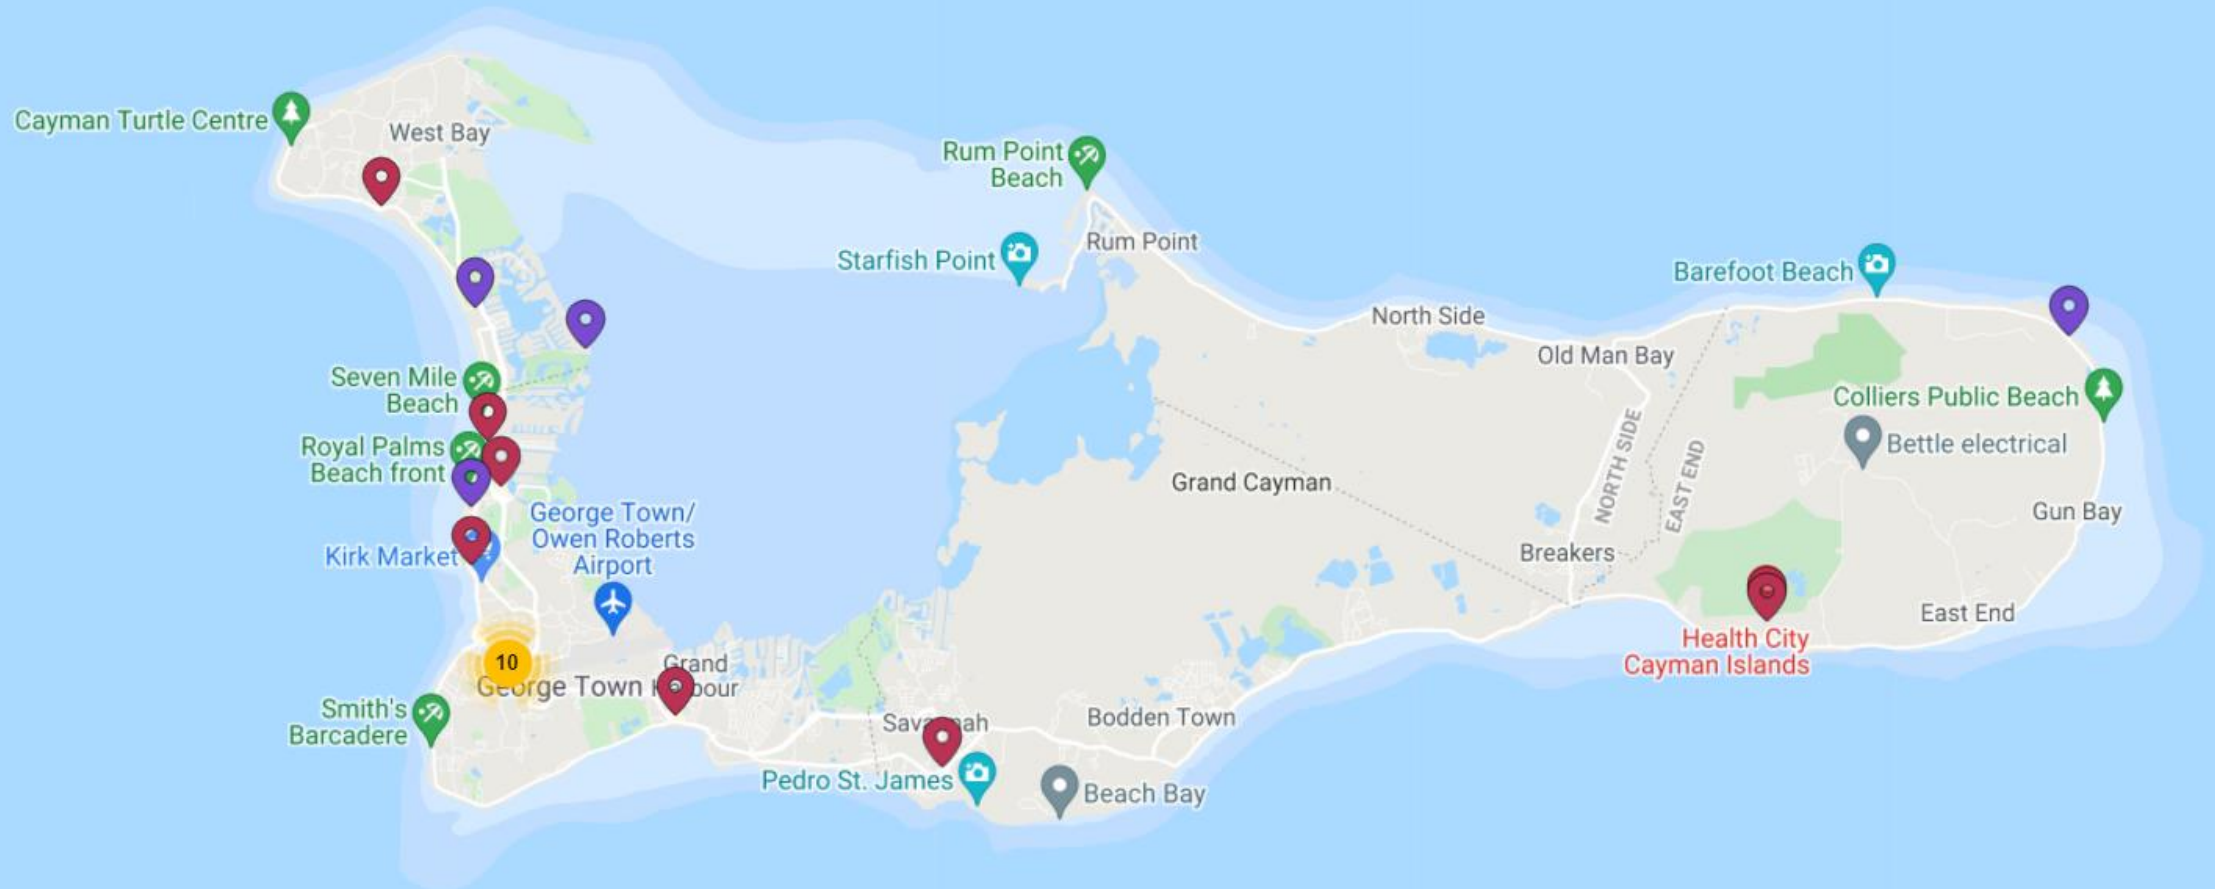 Cayman Turtle Centre
West Bay
Rum Point
Beach
Rum Point
Starfish Point
Barefoot Beach
North Side
Old Man Bay
Seven Mile
Beach
Colliers Public Beach
Royal Palms
Beach front
Bettle electrical
NORTH SIDE
EAST END
Grand Cayman
George Town/
Owen Roberts
Airport
Gun Bay
Kirk Market
Breakers
East End
Health City
Cayman Islands
10
Grand
George Town
Smith's
Barcadere
Bodden Town
Pedro St. James
Beach Bay